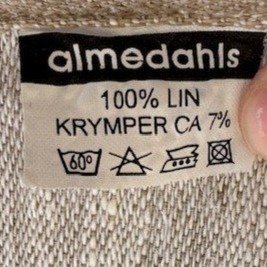 almedahls
100% LIN
KRYMPER CA 7%
60°